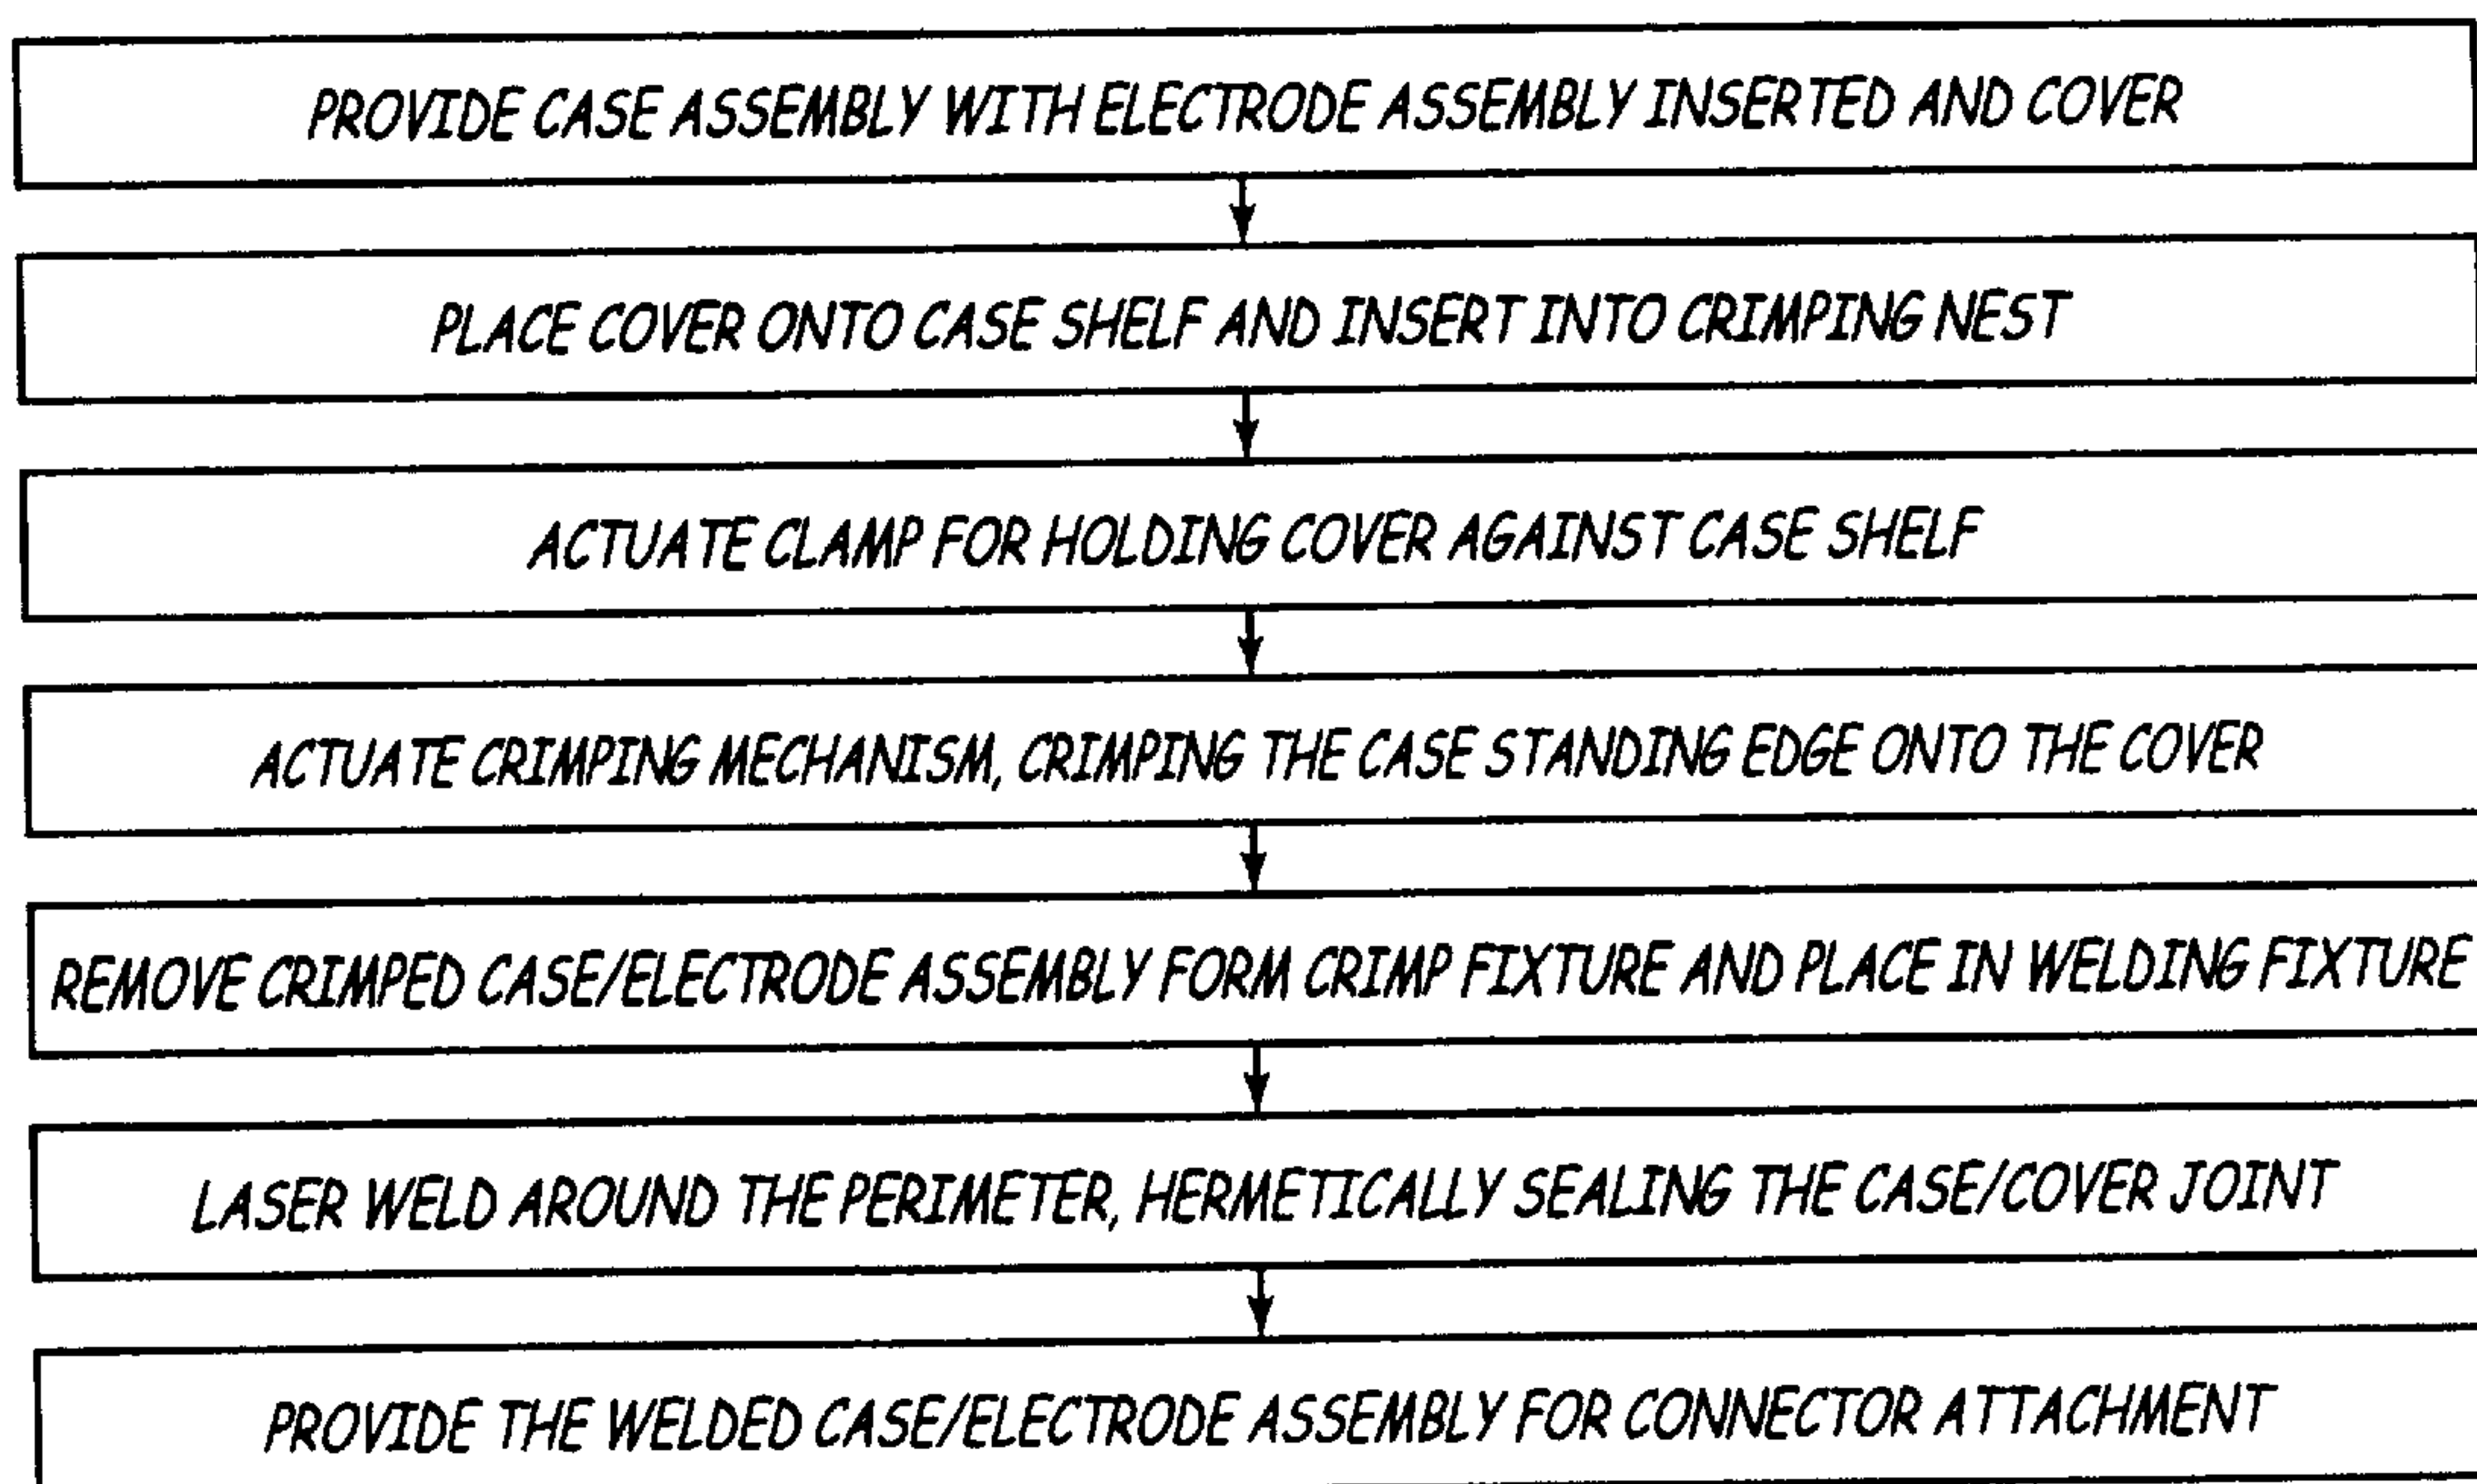 PROVIDE CASE ASSEMBLY WITH ELECTRODE ASSEMBLY INSERTED AND COVER
PLACE COVER ONTO CASE SHELF AND INSERT INTO CRIMPING NEST
ACTUATE CLAMP FOR HOLDING COVER AGAINST CASE SHELF
ACTUATE CRIMPING MECHANISM, CRIMPING THE CASE STANDING EDGE ONTO THE COVER
REMOVE CRIMPED CASE/ELECTRODE ASSEMBLY FORM CRIMP FIXTURE AND PLACE IN WELDING FIXTURE
LASER WELD AROUND THE PERIMETER, HERMETICALLY SEALING THE CASE/COVER JOINT
PROVIDE THE WELDED CASE/ELECTRODE ASSEMBLY FOR CONNECTOR ATTACHMENT